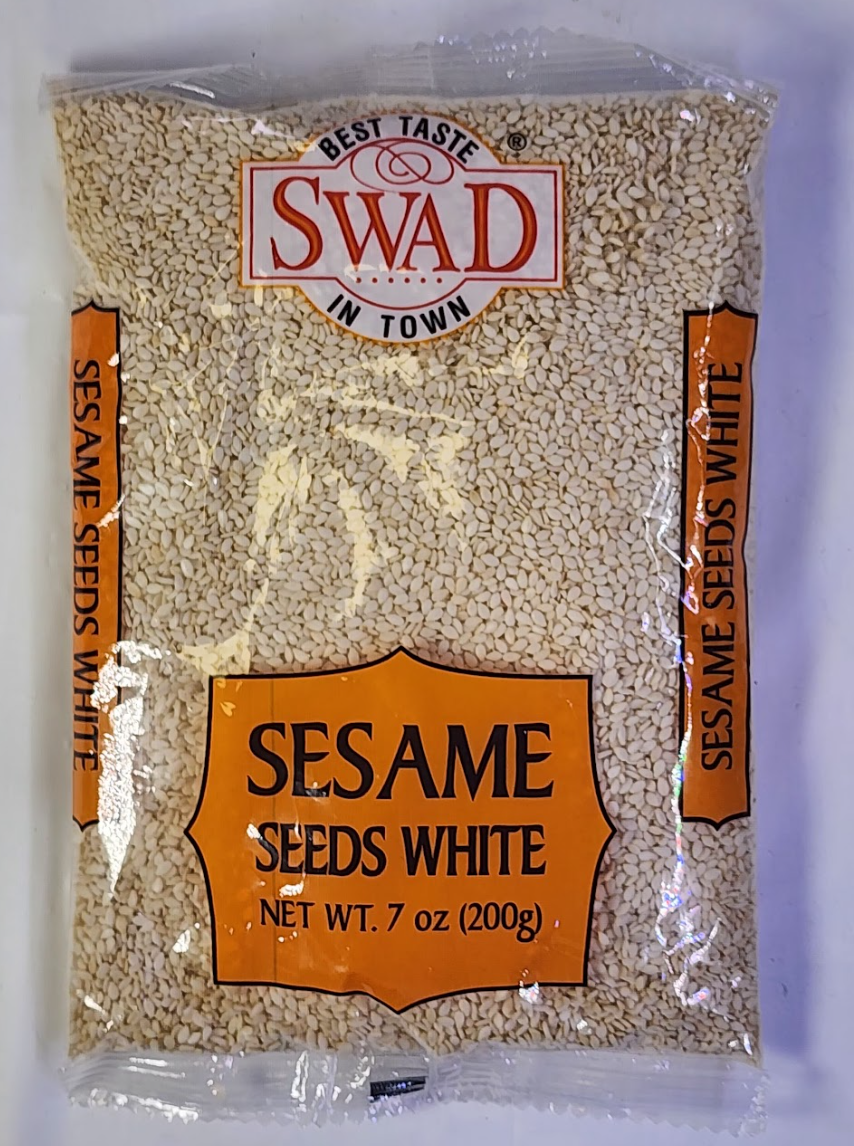 BEST TASTE
®
SWAD
IN TOWN
SESAME SEEDS WHITE
SESAME SEEDS WHITE
SESAME
SEEDS WHITE
NET WT. 7 oz (200g)